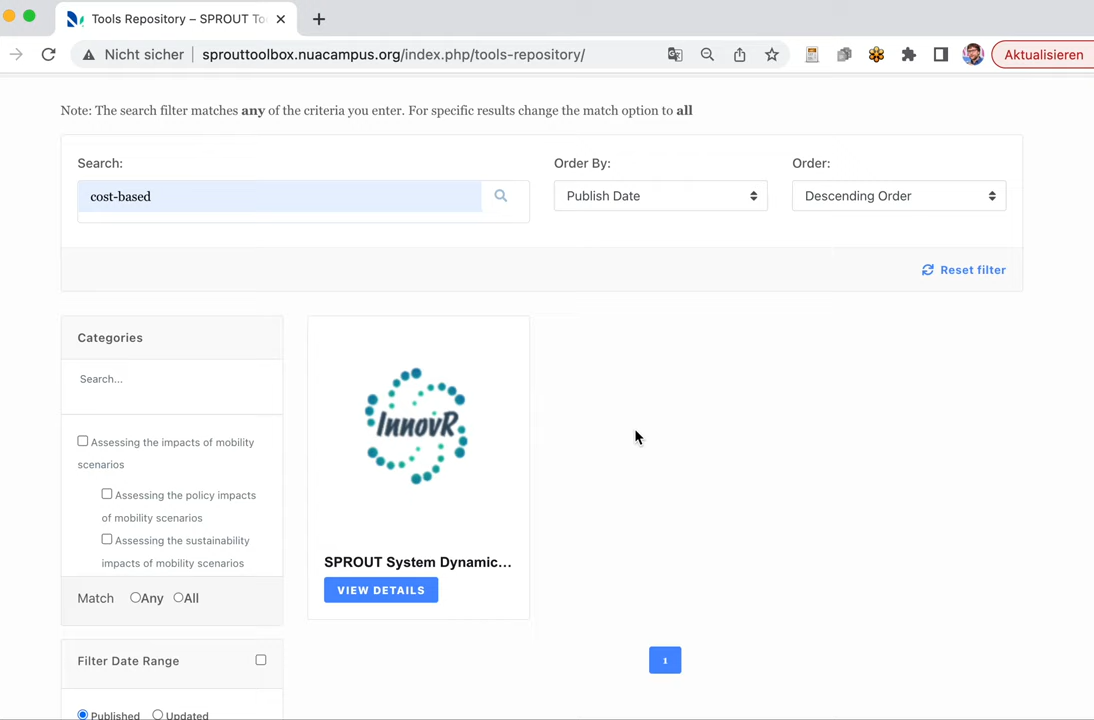 Tools Repository – SPROUT To
Nicht sicher
sprouttoolbox.nuacampus.org/index.php/tools-repository/
Aktualisieren
Note: The search filter matches any of the criteria you enter. For specific results change the match option to all
Search:
Order By:
Order:
cost-based
Publish Date
Descending Order
Reset filter
Categories
Search...
Assessing the impacts of mobility
scenarios
Assessing the policy impacts
of mobility scenarios
Assessing the sustainability
impacts of mobility scenarios
Match Any All
Filter Date Range
Published Updated
InnovR
SPROUT System Dynamic...
VIEW DETAILS
1